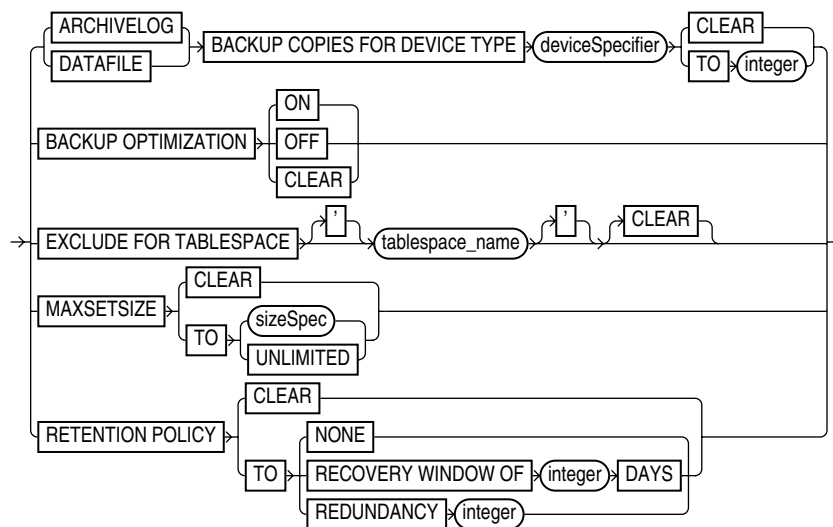 ARCHIVELOG
DATAFILE
BACKUP COPIES FOR DEVICE TYPE deviceSpecifier
CLEAR
TO integer
BACKUP OPTIMIZATION
ON
OFF
CLEAR
EXCLUDE FOR TABLESPACE ' tablespace_name ' CLEAR
MAXSETSIZE
CLEAR
TO
sizeSpec
UNLIMITED
RETENTION POLICY
CLEAR
TO
NONE
RECOVERY WINDOW OF integer DAYS
REDUNDANCY integer